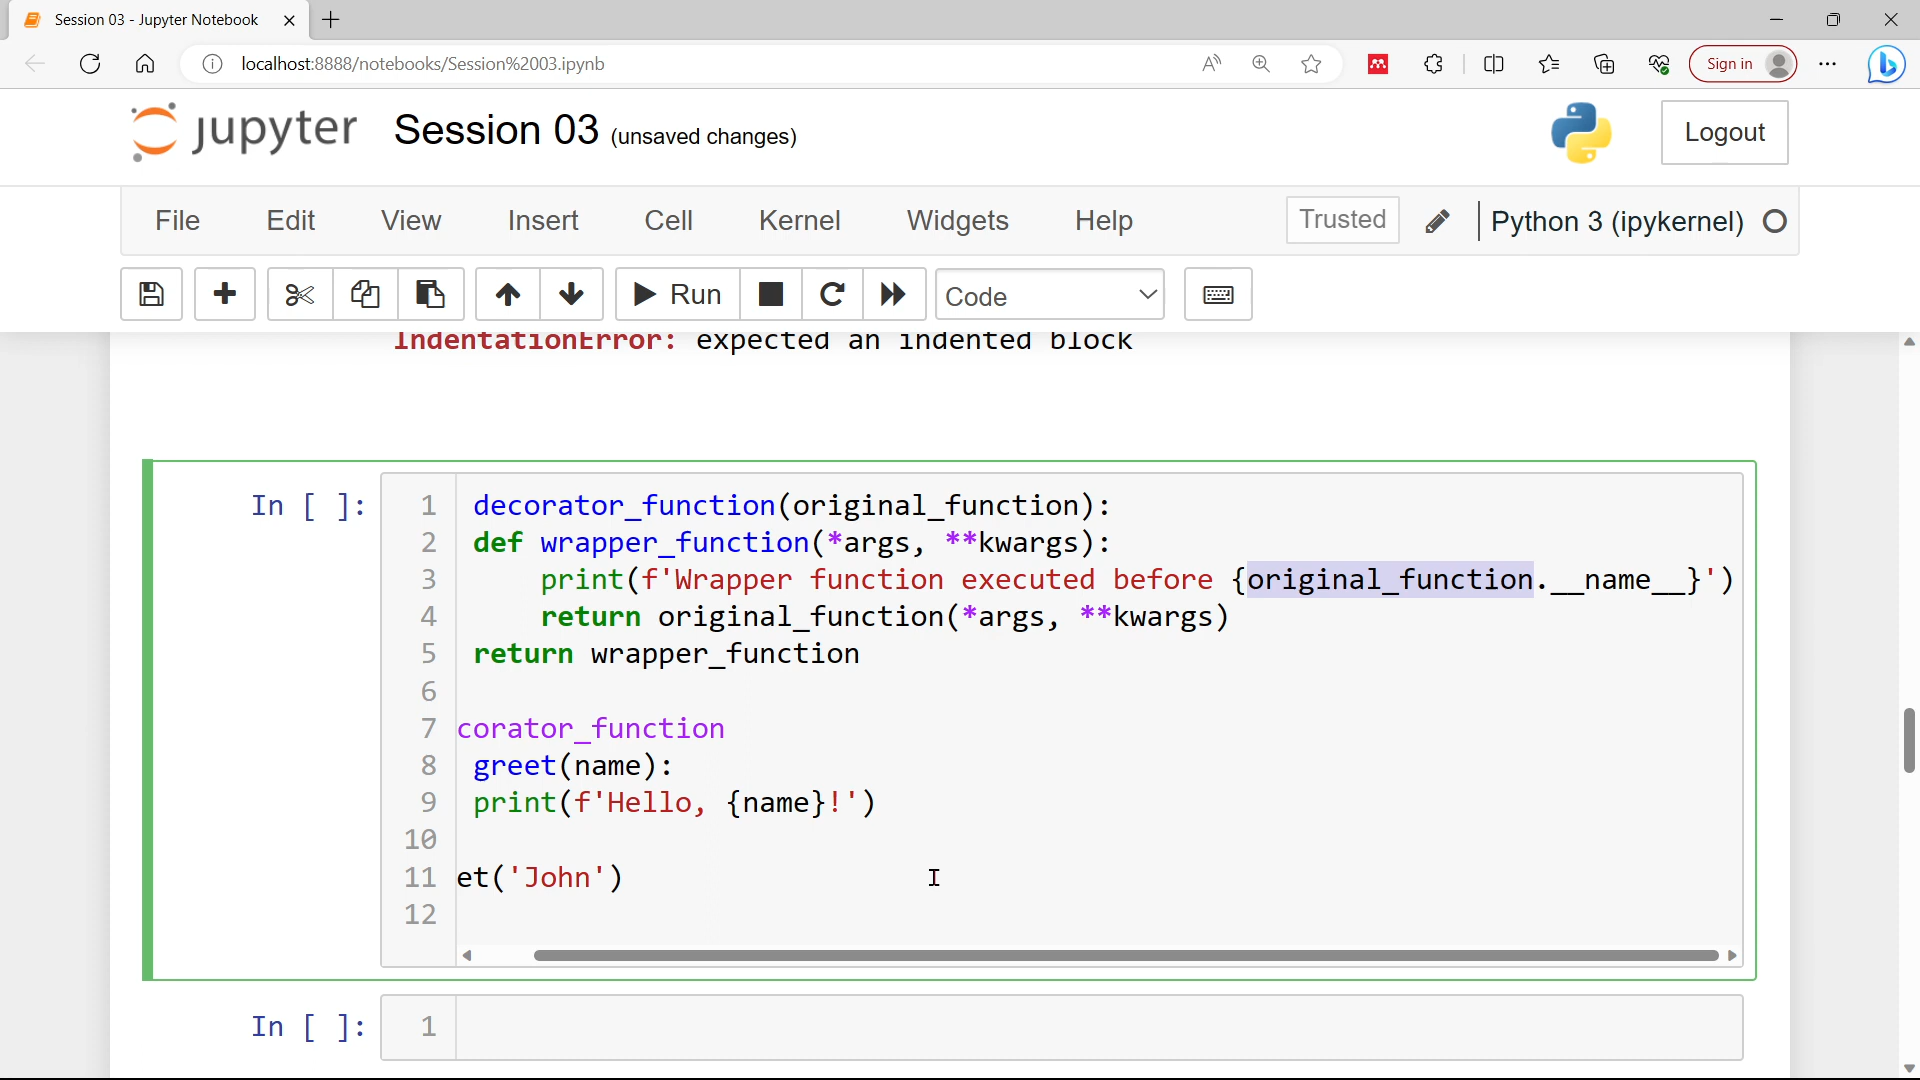 Session 03 - Jupyter Notebook
localhost:8888/notebooks/Session%2003.ipynb
Sign in
jupyter Session 03 (unsaved changes)
Logout
File Edit View Insert Cell Kernel Widgets Help Trusted Python 3 (ipykernel)
Run Code
IndentationError: expected an indented block
In [ ]: 1 decorator_function(original_function):
2 def wrapper_function(*args, **kwargs):
3 print(f'Wrapper function executed before {original_function.__name__}')
4 return original_function(*args, **kwargs)
5 return wrapper_function
6
7 corator_function
8 greet(name):
9 print(f'Hello, {name}!')
10
11 et('John')
12
In [ ]: 1